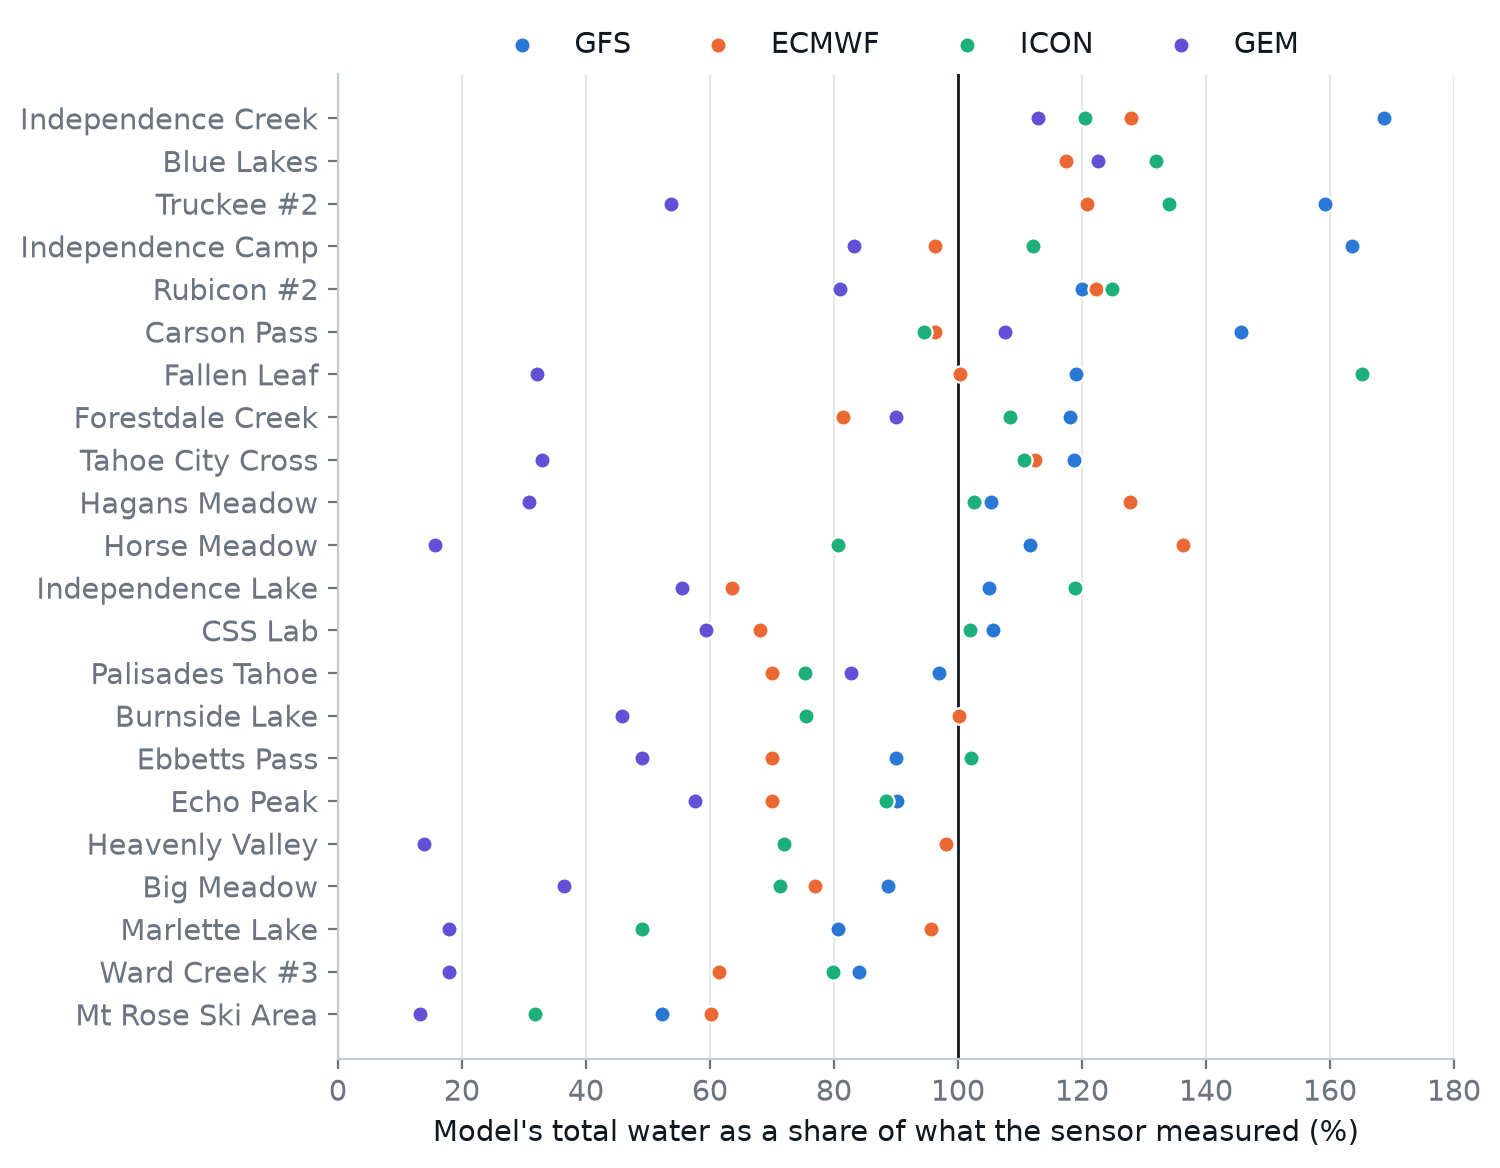 GFS ECMWF ICON GEM
Independence Creek
Blue Lakes
Truckee #2
Independence Camp
Rubicon #2
Carson Pass
Fallen Leaf
Forestdale Creek
Tahoe City Cross
Hagans Meadow
Horse Meadow
Independence Lake
CSS Lab
Palisades Tahoe
Burnside Lake
Ebbetts Pass
Echo Peak
Heavenly Valley
Big Meadow
Marlette Lake
Ward Creek #3
Mt Rose Ski Area
0 20 40 60 80 100 120 140 160 180
Model's total water as a share of what the sensor measured (%)